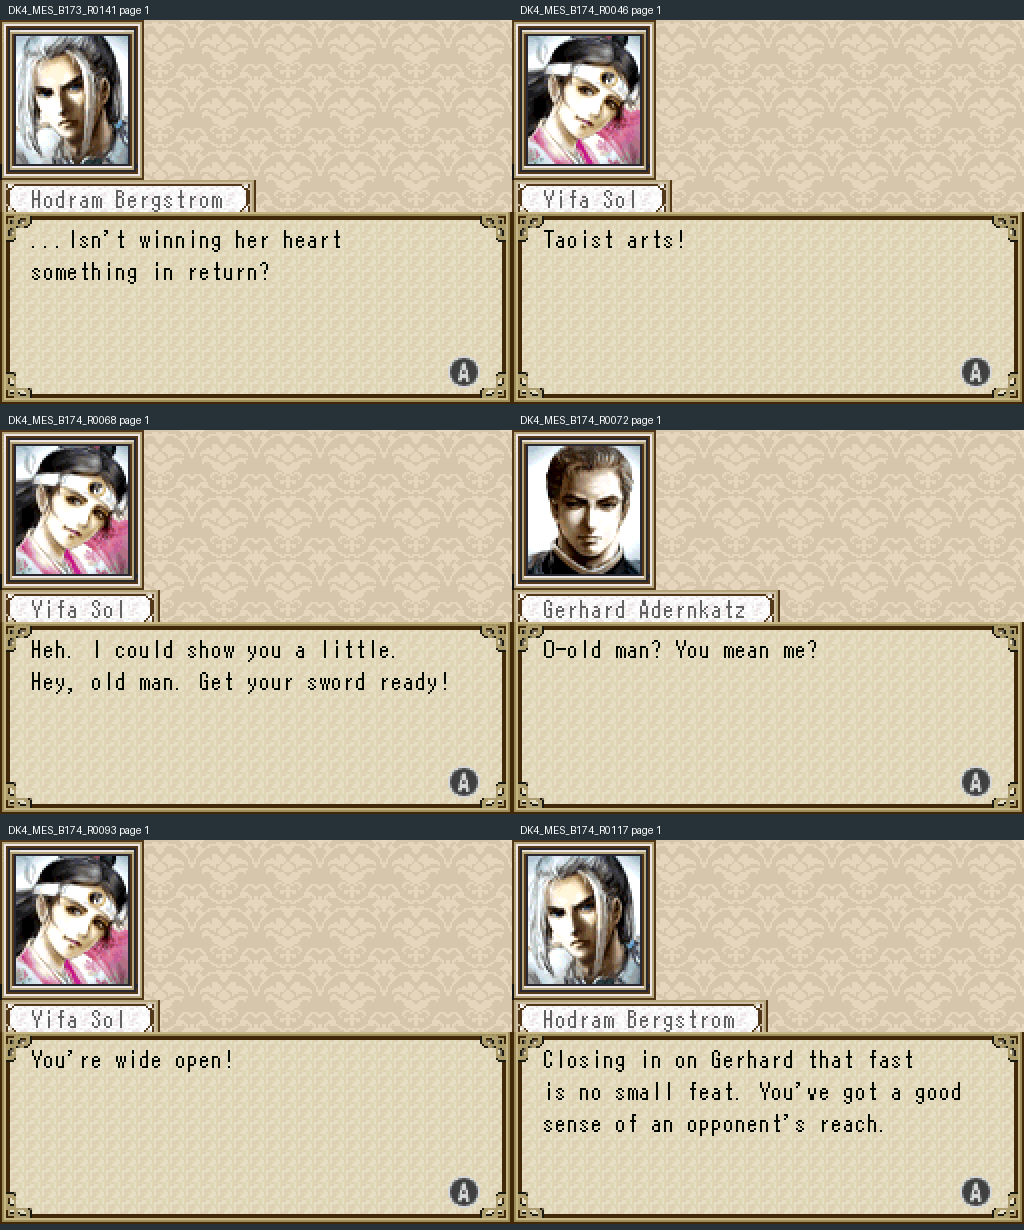 DK4_MES_B173_R0141 page 1
Hodram Bergstrom
...Isn't winning her heart
something in return?
A
DK4_MES_B174_R0046 page 1
Yifa Sol
Taoist arts!
A
DK4_MES_B174_R0068 page 1
Yifa Sol
Heh. I could show you a little.
Hey, old man. Get your sword ready!
A
DK4_MES_B174_R0072 page 1
Gerhard Adernkatz
O-old man? You mean me?
A
DK4_MES_B174_R0093 page 1
Yifa Sol
You're wide open!
A
DK4_MES_B174_R0117 page 1
Hodram Bergstrom
Closing in on Gerhard that fast
is no small feat. You've got a good
sense of an opponent's reach.
A